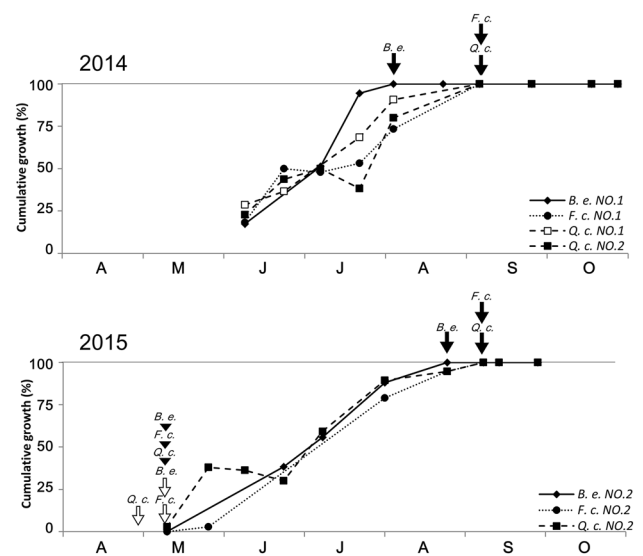 F. c.
B. e.
Q. c.
2014
Cumulative growth (%)
100
75
50
25
0
B. e. NO.1
F. c. NO.1
Q. c. NO.1
Q. c. NO.2
A M J J A S O
F. c.
B. e.
Q. c.
2015
Cumulative growth (%)
100
75
50
25
0
B. e.
F. c.
Q. c.
B. e.
Q. c. F. c.
B. e. NO.2
F. c. NO.2
Q. c. NO.2
A M J J A S O